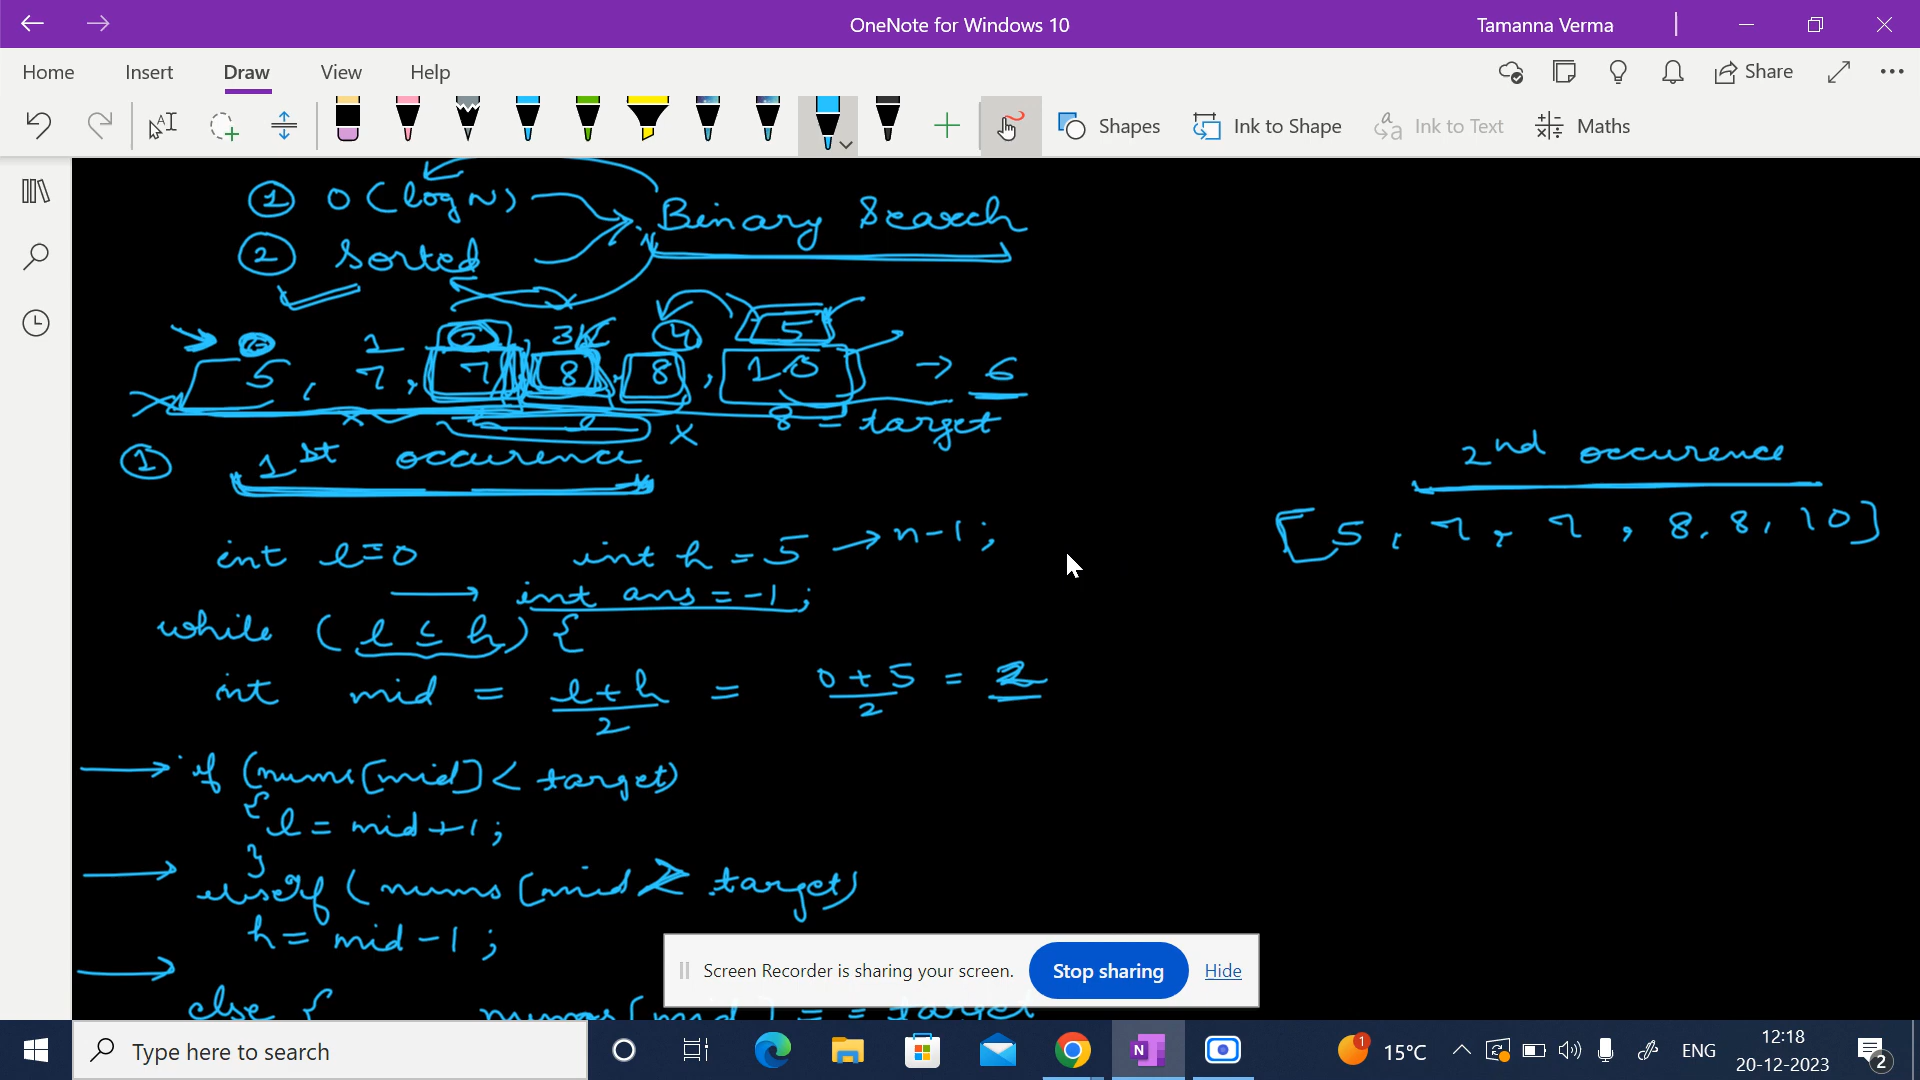 OneNote for Windows 10
Tamanna Verma
Home Insert Draw View Help
Share
Shapes Ink to Shape Ink to Text Maths
① O(log N)
Binary Search
② Sorted
0 1 2 3 4 5
5, 7, 7, 8, 8, 10 → 6
8 = target
① 1st occurence
2nd occurence
[5, 7, 7, 8, 8, 10]
int l=0 int h = 5 → n-1;
int ans = -1;
while (l ≤ h) {
int mid = l+h/2 = 0+5/2 = 2
if (nums[mid] < target)
{ l = mid+1;
}
elseif (nums[mid > target)
h = mid-1;
else { nums[mid] == target
Screen Recorder is sharing your screen. Stop sharing Hide
Type here to search
1
15°C
ENG
12:18
20-12-2023
2